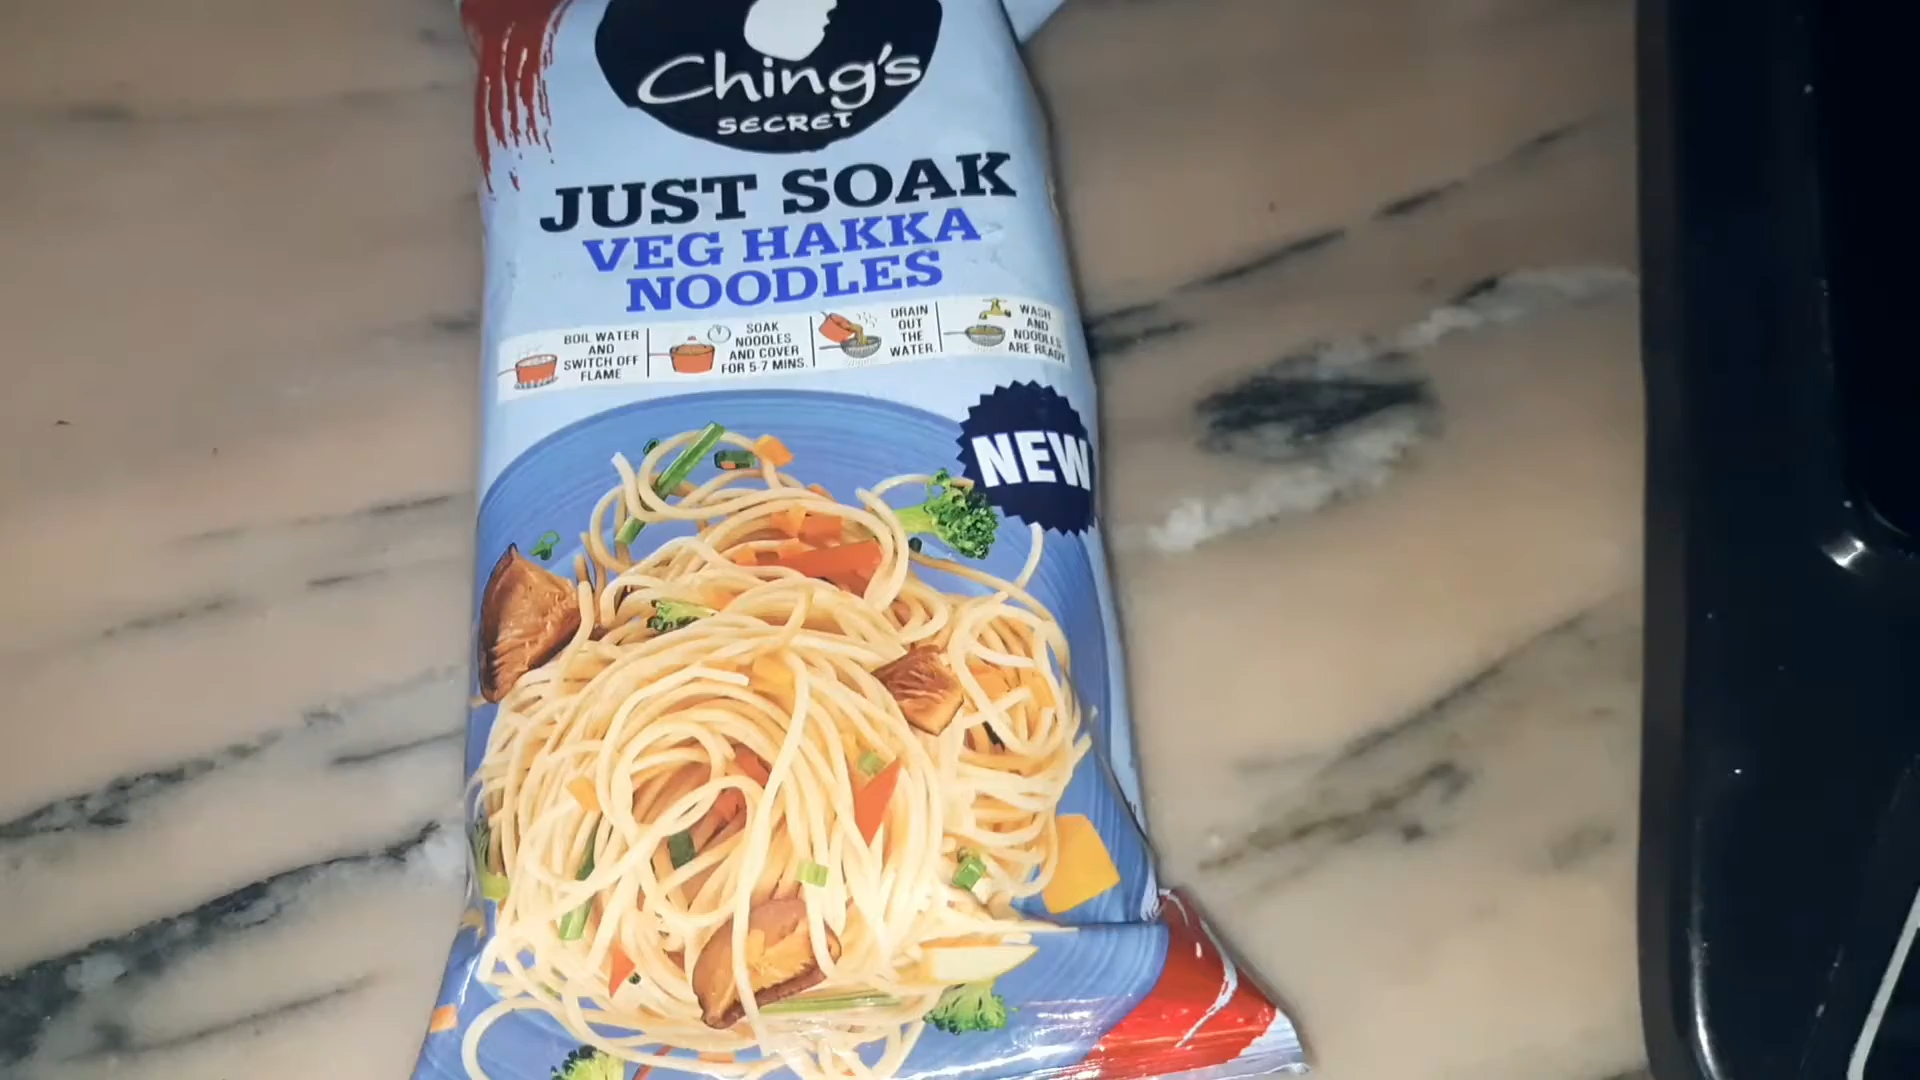 Ching's
SECRET
JUST SOAK
VEG HAKKA
NOODLES
BOIL WATER
AND
SWITCH OFF
FLAME
SOAK
NOODLES
AND COVER
FOR 5-7 MINS.
DRAIN
OUT
THE
WATER.
WASH
AND
NOODLES
ARE READY
NEW